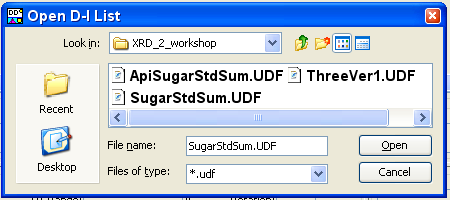 Open D-I List
Look in: XRD_2_workshop
ApiSugarStdSum.UDF ThreeVer1.UDF
SugarStdSum.UDF
Recent
Desktop
File name: SugarStdSum.UDF Open
Files of type: *.udf Cancel